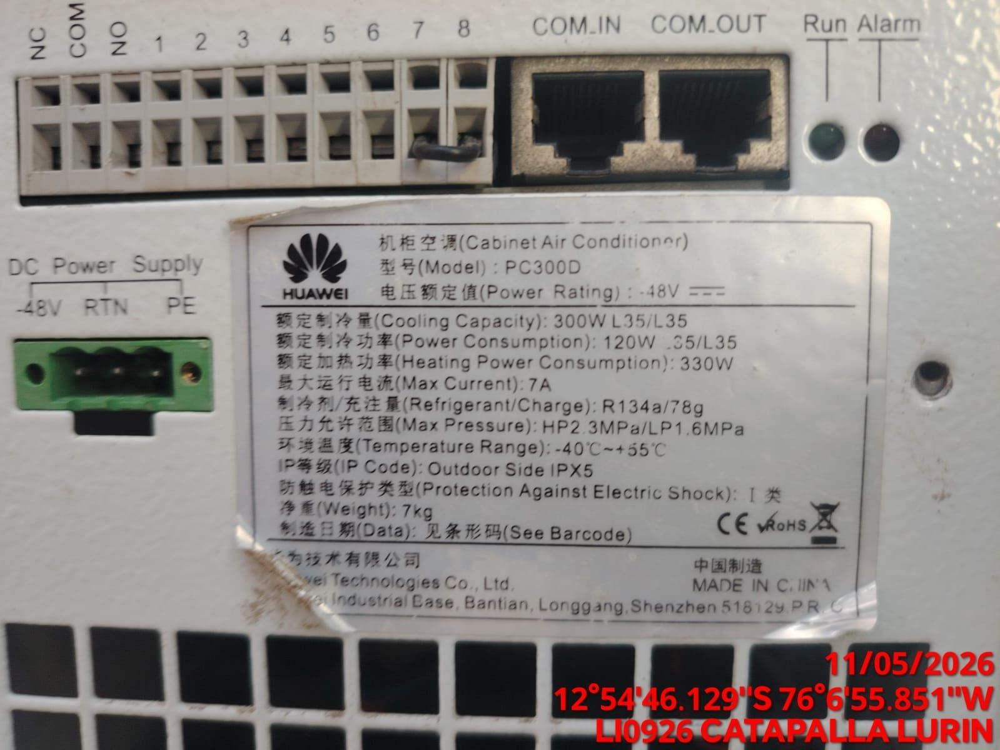 NC COM NO 1 2 3 4 5 6 7 8 COM_IN COM_OUT Run Alarm
DC Power Supply
-48V RTN PE
HUAWEI
机柜空调(Cabinet Air Conditioner)
型号(Model) : PC300D
电压额定值(Power Rating) : -48V
额定制冷量(Cooling Capacity): 300W L35/L35
额定制冷功率(Power Consumption): 120W L35/L35
额定加热功率(Heating Power Consumption): 330W
最大运行电流(Max Current): 7A
制冷剂/充注量(Refrigerant/Charge): R134a/78g
压力允许范围(Max Pressure): HP2.3MPa/LP1.6MPa
环境温度(Temperature Range): -40℃~+55℃
IP等级(IP Code): Outdoor Side IPX5
防触电保护类型(Protection Against Electric Shock): I 类
净重(Weight): 7kg
制造日期(Data): 见条形码(See Barcode)
CE RoHS
为技术有限公司
Technologies Co., Ltd.
Industrial Base, Bantian, Longgang, Shenzhen 518129. P.R.C
中国制造
MADE IN CHINA
11/05/2026
12°54'46.129"S 76°6'55.851"W
LI0926 CATAPALLA LURIN